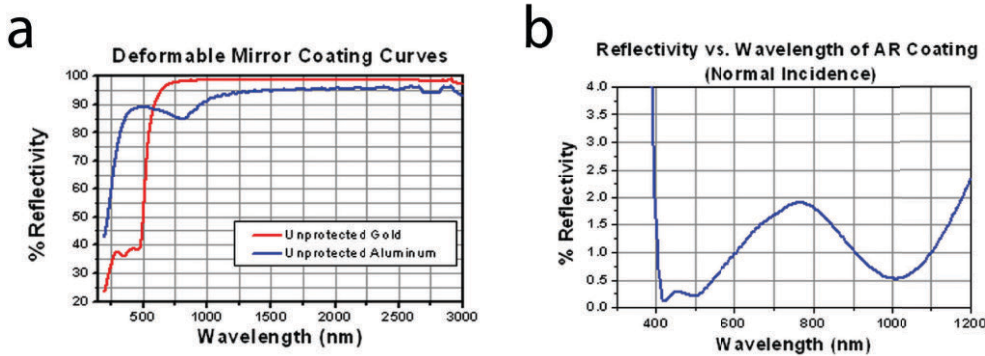 a
Deformable Mirror Coating Curves
% Reflectivity
100
90
80
70
60
50
40
30
20
Unprotected Gold
Unprotected Aluminum
500 1000 1500 2000 2500 3000
Wavelength (nm)
b
Reflectivity vs. Wavelength of AR Coating
(Normal Incidence)
% Reflectivity
4.0
3.5
3.0
2.5
2.0
1.5
1.0
0.5
0.0
400 600 800 1000 1200
Wavelength (nm)